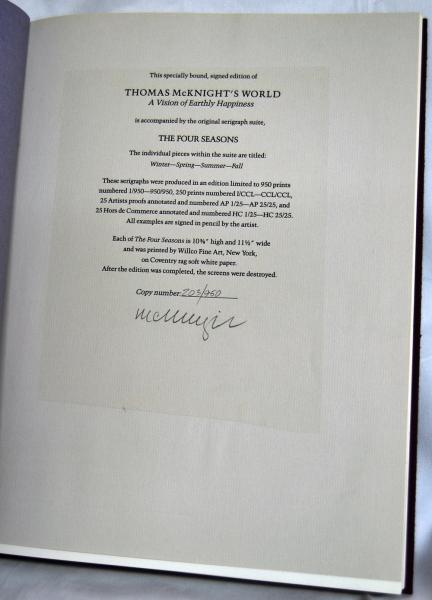 This specially bound, signed edition of
THOMAS McKNIGHT'S WORLD
A Vision of Earthly Happiness
is accompanied by the original serigraph suite,
THE FOUR SEASONS
The individual pieces within the suite are titled:
Winter—Spring—Summer—Fall
These serigraphs were produced in an edition limited to 950 prints
numbered 1/950—950/950, 250 prints numbered I/CCL—CCL/CCL,
25 Artists proofs annotated and numbered AP 1/25—AP 25/25, and
25 Hors de Commerce annotated and numbered HC 1/25—HC 25/25.
All examples are signed in pencil by the artist.
Each of The Four Seasons is 10¾" high and 11½" wide
and was printed by Willco Fine Art, New York,
on Coventry rag soft white paper.
After the edition was completed, the screens were destroyed.
Copy number: 203/950
McKnight